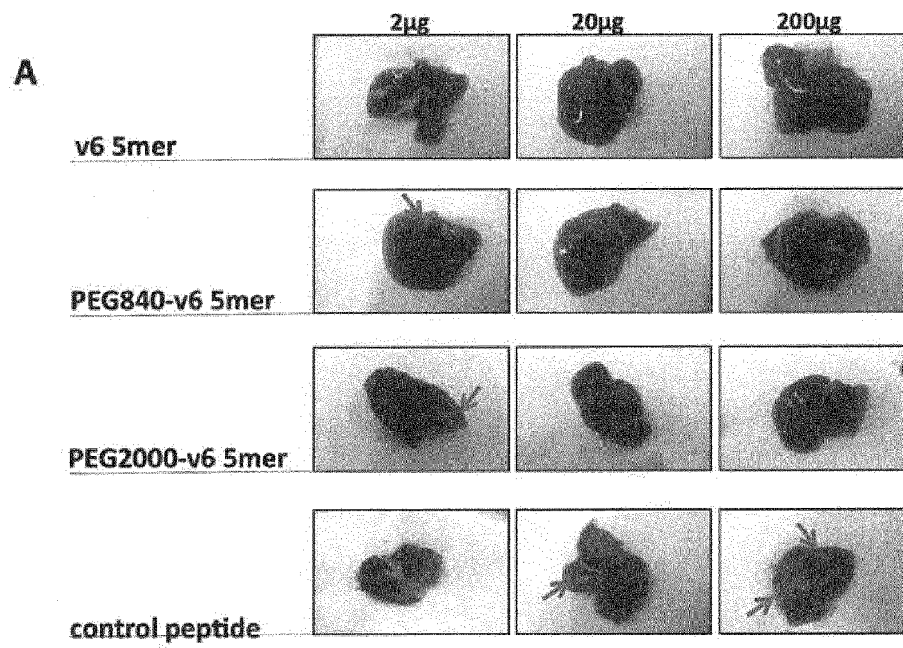 2µg 20µg 200µg
A
v6 5mer
PEG840-v6 5mer
PEG2000-v6 5mer
control peptide